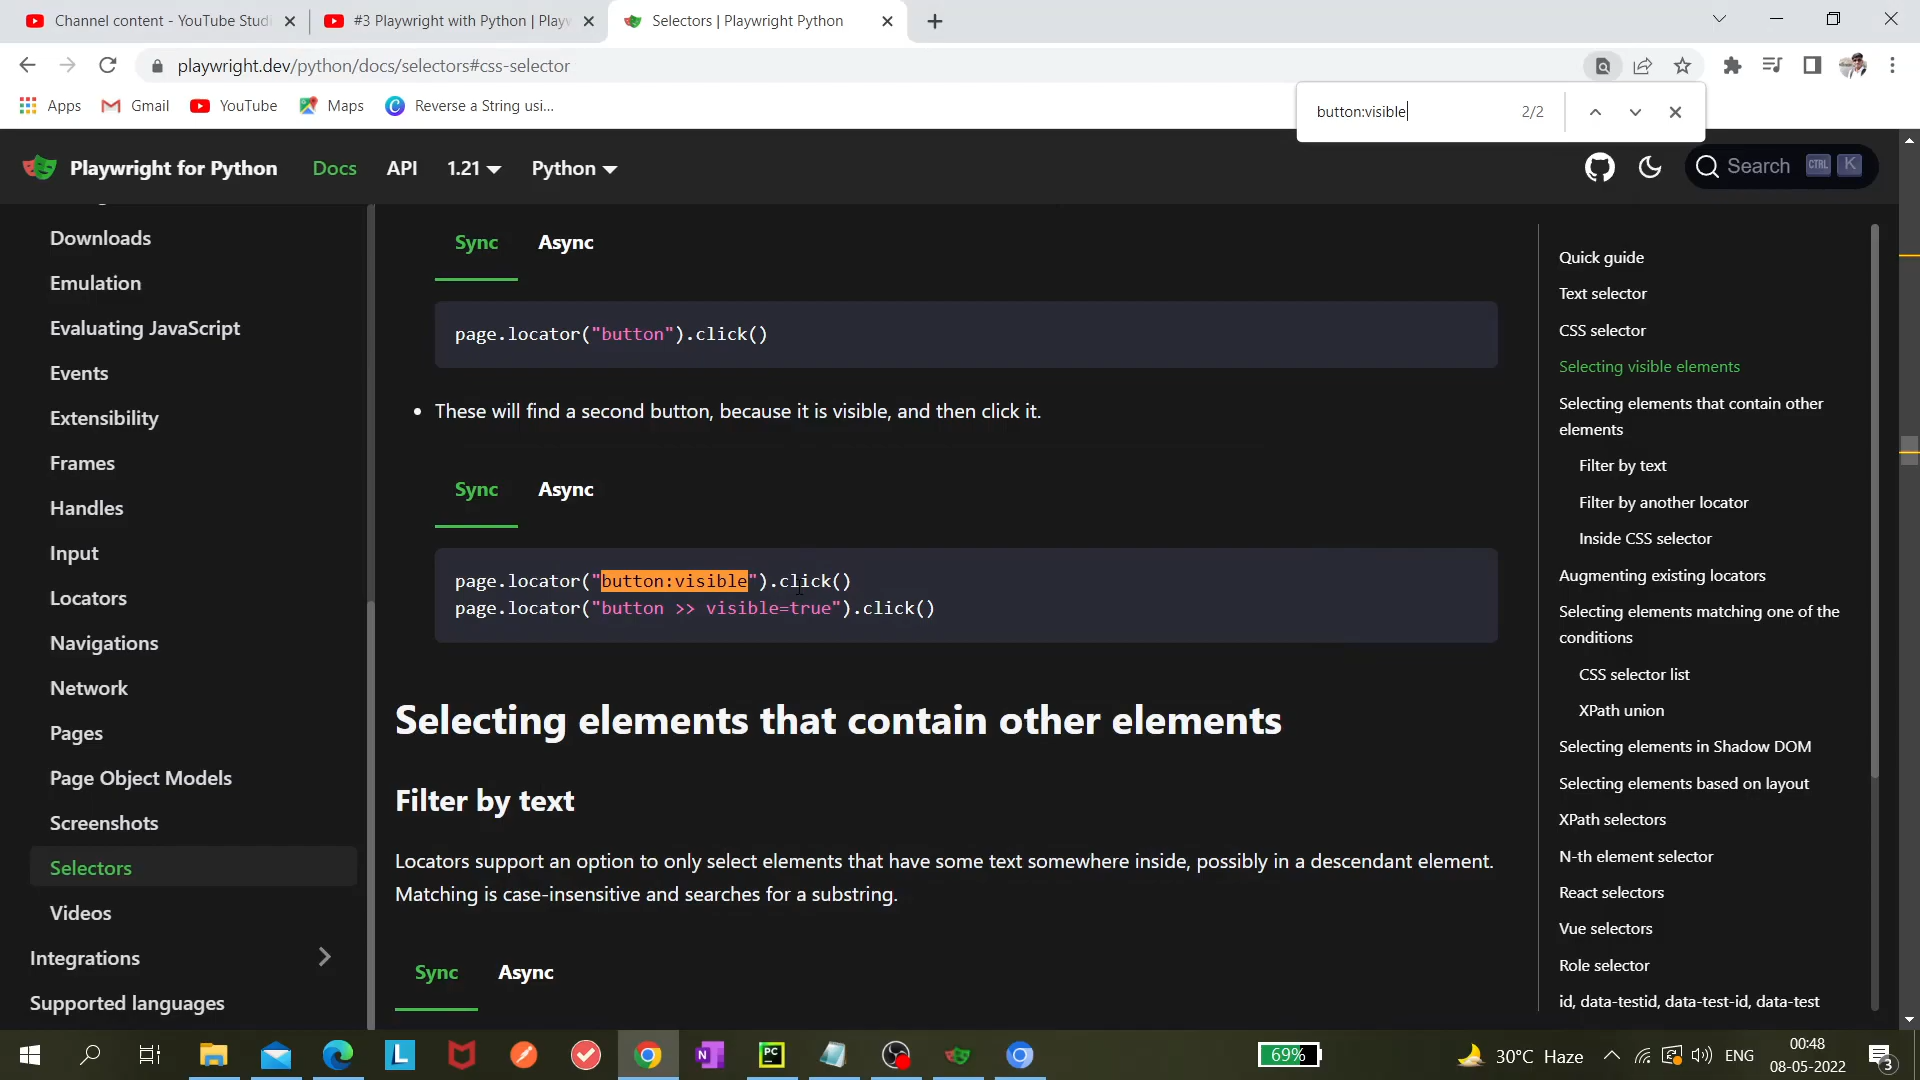 Channel content - YouTube Studi
#3 Playwright with Python | Playw
Selectors | Playwright Python
playwright.dev/python/docs/selectors#css-selector
Apps
Gmail
YouTube
Maps
Reverse a String usi...
button:visible
2/2
Playwright for Python
Docs
API
1.21
Python
Search
CTRL
K
Downloads
Emulation
Evaluating JavaScript
Events
Extensibility
Frames
Handles
Input
Locators
Navigations
Network
Pages
Page Object Models
Screenshots
Selectors
Videos
Integrations
Supported languages
Sync
Async
page.locator("button").click()
• These will find a second button, because it is visible, and then click it.
Sync
Async
page.locator("button:visible").click()
page.locator("button >> visible=true").click()
Selecting elements that contain other elements
Filter by text
Locators support an option to only select elements that have some text somewhere inside, possibly in a descendant element.
Matching is case-insensitive and searches for a substring.
Sync
Async
Quick guide
Text selector
CSS selector
Selecting visible elements
Selecting elements that contain other
elements
Filter by text
Filter by another locator
Inside CSS selector
Augmenting existing locators
Selecting elements matching one of the
conditions
CSS selector list
XPath union
Selecting elements in Shadow DOM
Selecting elements based on layout
XPath selectors
N-th element selector
React selectors
Vue selectors
Role selector
id, data-testid, data-test-id, data-test
L
N
PC
69%
30°C Haze
ENG
00:48
08-05-2022
3